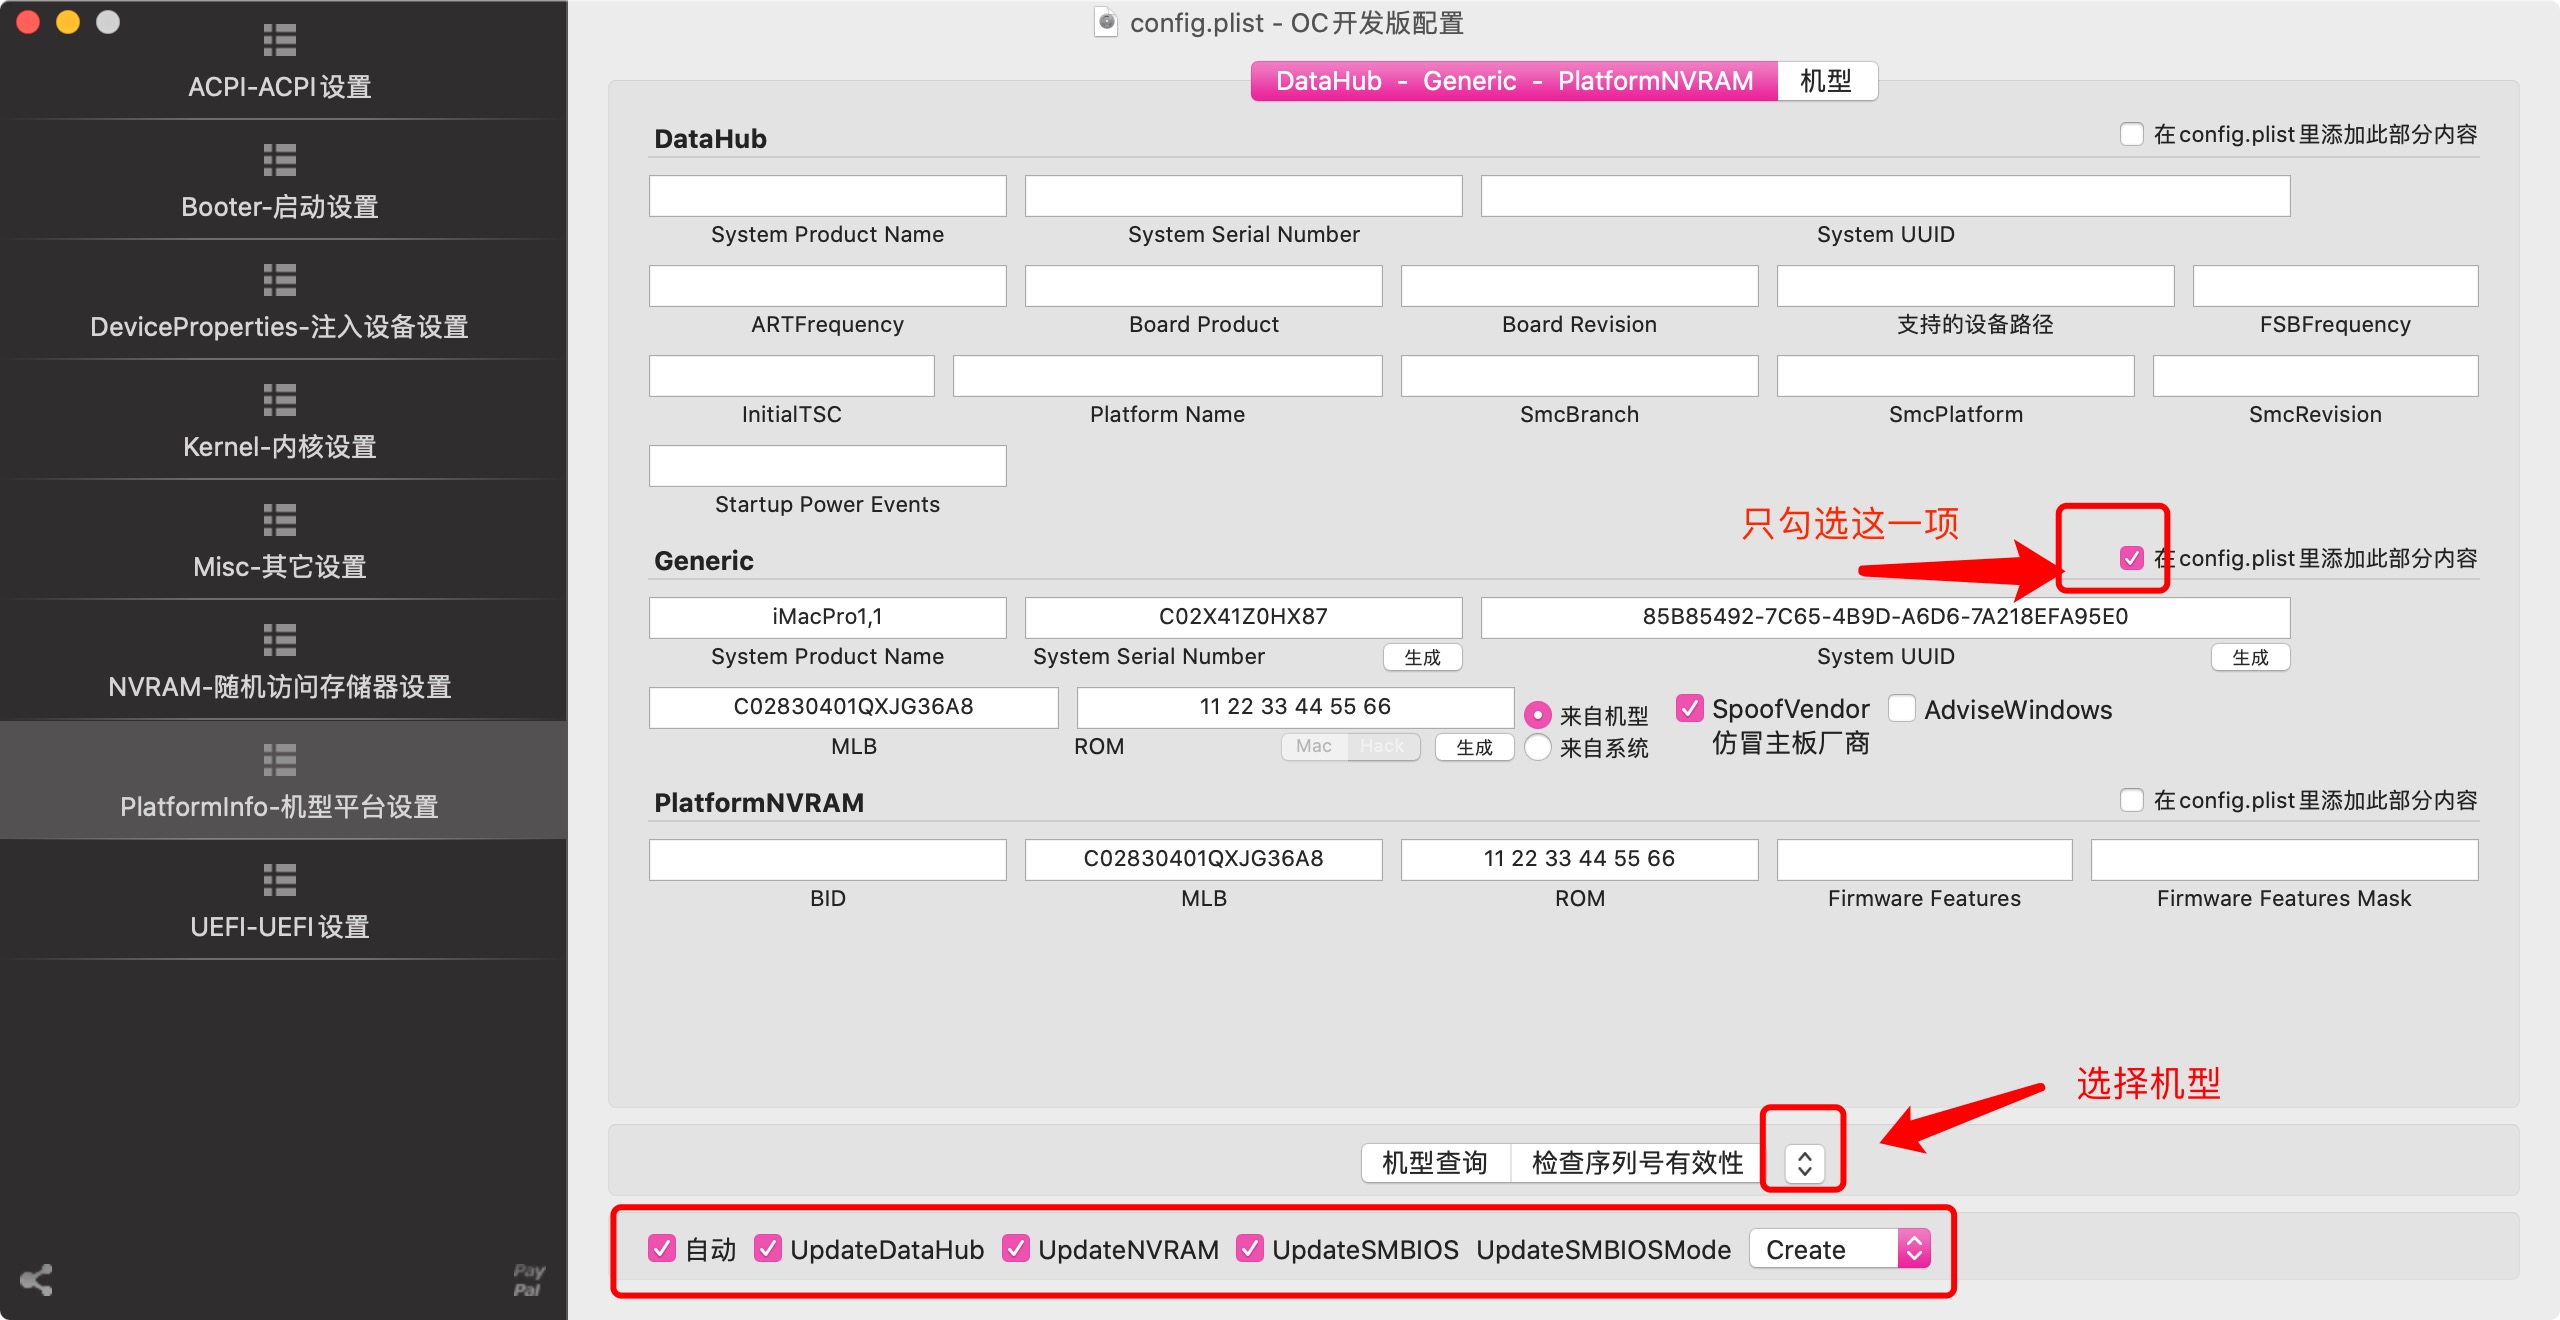 config.plist - OC开发版配置
ACPI-ACPI设置
Booter-启动设置
DeviceProperties-注入设备设置
Kernel-内核设置
Misc-其它设置
NVRAM-随机访问存储器设置
PlatformInfo-机型平台设置
UEFI-UEFI设置
Pay
Pal
DataHub - Generic - PlatformNVRAM 机型
DataHub 在config.plist里添加此部分内容
System Product Name System Serial Number System UUID
ARTFrequency Board Product Board Revision 支持的设备路径 FSBFrequency
InitialTSC Platform Name SmcBranch SmcPlatform SmcRevision
Startup Power Events
只勾选这一项
Generic 在config.plist里添加此部分内容
iMacPro1,1 C02X41Z0HX87 85B85492-7C65-4B9D-A6D6-7A218EFA95E0
System Product Name System Serial Number 生成 System UUID 生成
C02830401QXJG36A8 11 22 33 44 55 66 来自机型 SpoofVendor AdviseWindows
MLB ROM Mac Hack 生成 来自系统 仿冒主板厂商
PlatformNVRAM 在config.plist里添加此部分内容
C02830401QXJG36A8 11 22 33 44 55 66
BID MLB ROM Firmware Features Firmware Features Mask
选择机型
机型查询 检查序列号有效性
自动 UpdateDataHub UpdateNVRAM UpdateSMBIOS UpdateSMBIOSMode Create